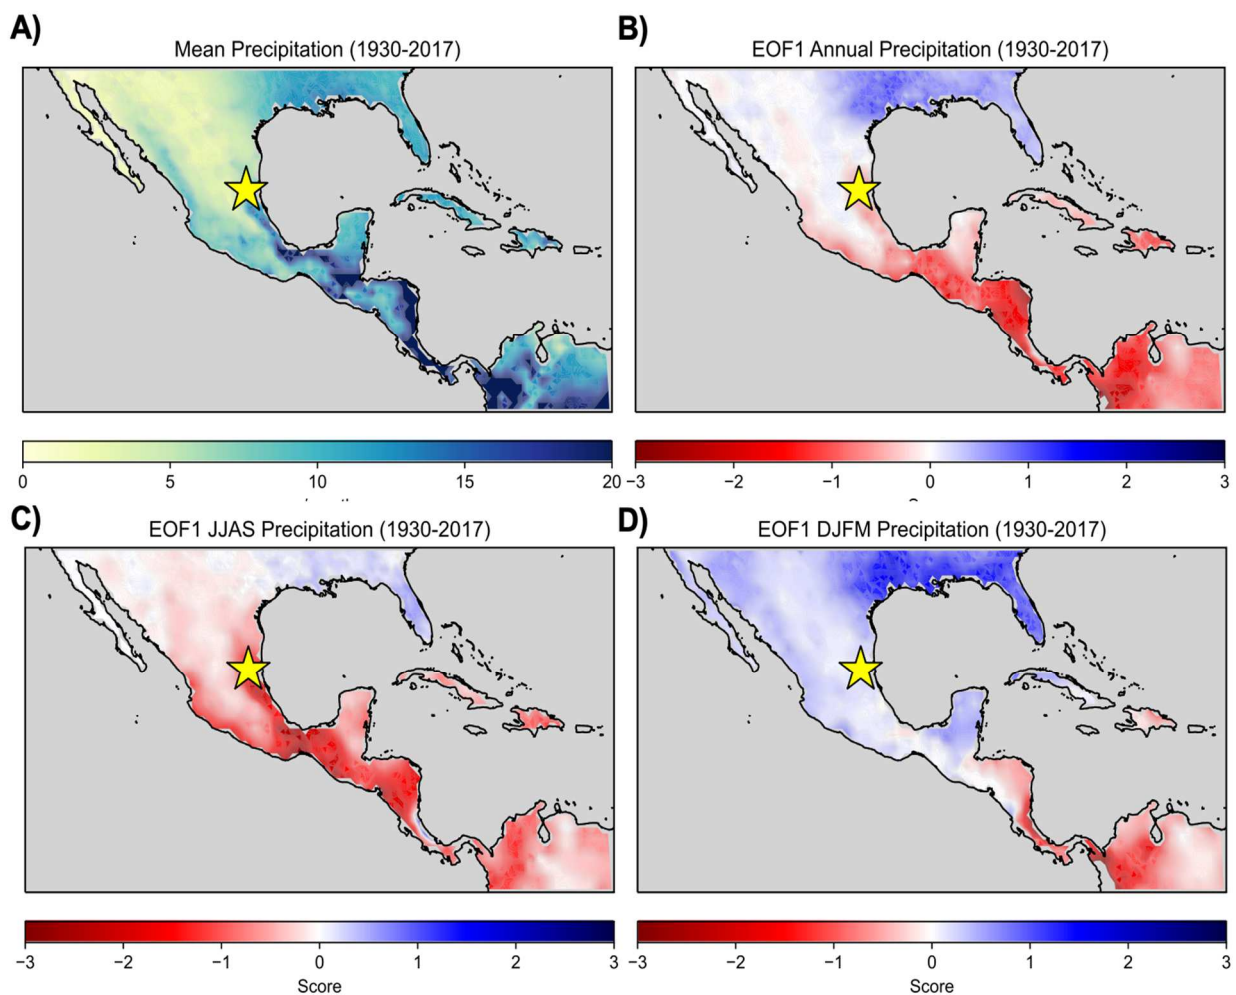 A)
Mean Precipitation (1930-2017)
0 5 10 15 20
B)
EOF1 Annual Precipitation (1930-2017)
−3 −2 −1 0 1 2 3
C)
EOF1 JJAS Precipitation (1930-2017)
−3 −2 −1 0 1 2 3
Score
D)
EOF1 DJFM Precipitation (1930-2017)
−3 −2 −1 0 1 2 3
Score